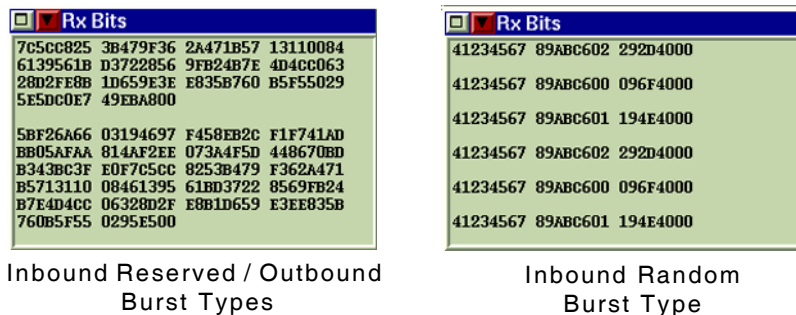 Rx Bits
7C5CC825 3B479F36 2A471B57 13110084
6139561B D3722856 9FB24B7E 4D4CC063
28D2FE8B 1D659E3E E835B760 B5F55029
5E5DC0E7 49EBA800
5BF26A66 03194697 F458EB2C F1F741AD
BB05AFAA 814AF2EE 073A4F5D 448670BD
B343BC3F E0F7C5CC 8253B479 F362A471
B5713110 08461395 61BD3722 8569FB24
B7E4D4CC 06328D2F E8B1D659 E3EE835B
760B5F55 0295E500
Inbound Reserved / Outbound
Burst Types
Rx Bits
41234567 89ABC602 292D4000
41234567 89ABC600 096F4000
41234567 89ABC601 194E4000
41234567 89ABC602 292D4000
41234567 89ABC600 096F4000
41234567 89ABC601 194E4000
Inbound Random
Burst Type